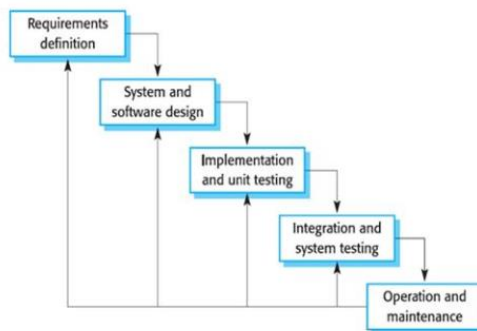 Requirements
definition
System and
software design
Implementation
and unit testing
Integration and
system testing
Operation and
maintenance